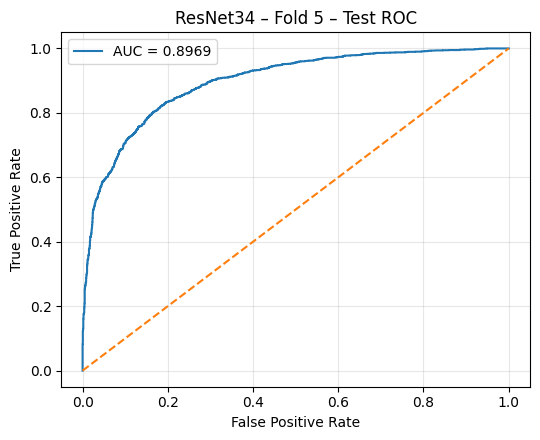 ResNet34 – Fold 5 – Test ROC
AUC = 0.8969
True Positive Rate
1.0
0.8
0.6
0.4
0.2
0.0
0.0 0.2 0.4 0.6 0.8 1.0
False Positive Rate